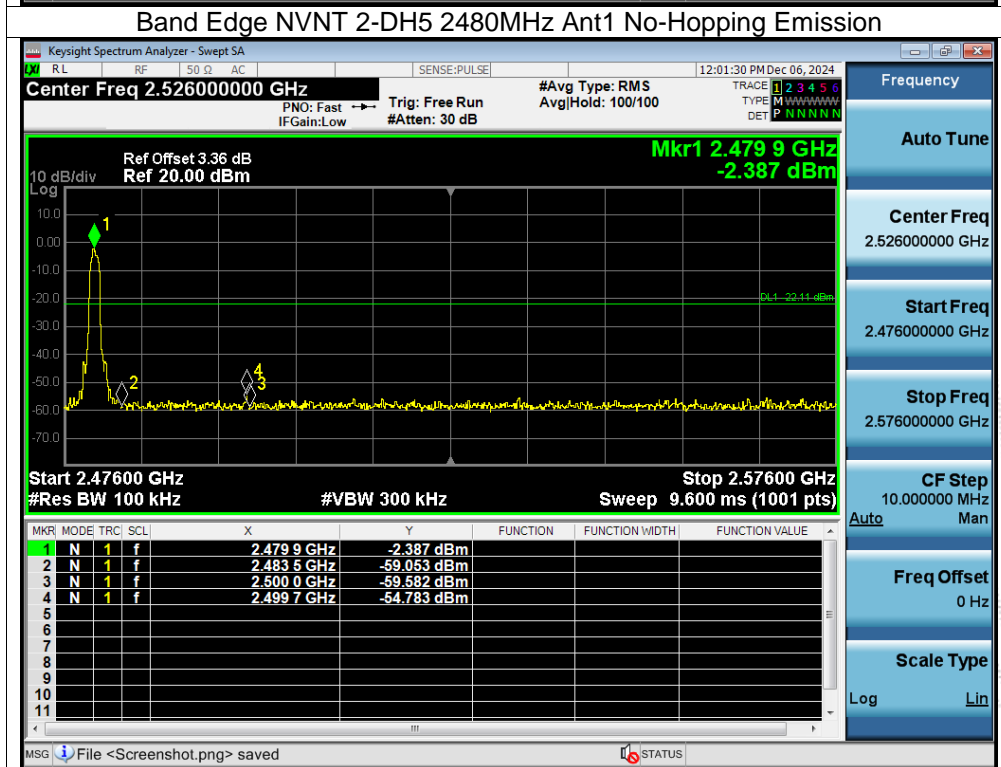 Band Edge NVNT 2-DH5 2480MHz Ant1 No-Hopping Emission
Keysight Spectrum Analyzer - Swept SA
LXI RL RF 50 Ω AC SENSE:PULSE 12:01:30 PM Dec 06, 2024
Center Freq 2.526000000 GHz #Avg Type: RMS TRACE 1 2 3 4 5 6
PNO: Fast Trig: Free Run Avg|Hold: 100/100 TYPE M WWWWW
IFGain:Low #Atten: 30 dB DET P N N N N N
Ref Offset 3.36 dB Mkr1 2.479 9 GHz
10 dB/div Ref 20.00 dBm -2.387 dBm
Log
10.0
1
0.00
-10.0
-20.0 DL1 -22.11 dBm
-30.0
-40.0
4
-50.0 2 3
-60.0
-70.0
Start 2.47600 GHz Stop 2.57600 GHz
#Res BW 100 kHz #VBW 300 kHz Sweep 9.600 ms (1001 pts)
MKR MODE TRC SCL X Y FUNCTION FUNCTION WIDTH FUNCTION VALUE
1 N 1 f 2.479 9 GHz -2.387 dBm
2 N 1 f 2.483 5 GHz -59.053 dBm
3 N 1 f 2.500 0 GHz -59.582 dBm
4 N 1 f 2.499 7 GHz -54.783 dBm
5
6
7
8
9
10
11
MSG File <Screenshot.png> saved STATUS
Frequency
Auto Tune
Center Freq
2.526000000 GHz
Start Freq
2.476000000 GHz
Stop Freq
2.576000000 GHz
CF Step
10.000000 MHz
Auto Man
Freq Offset
0 Hz
Scale Type
Log Lin